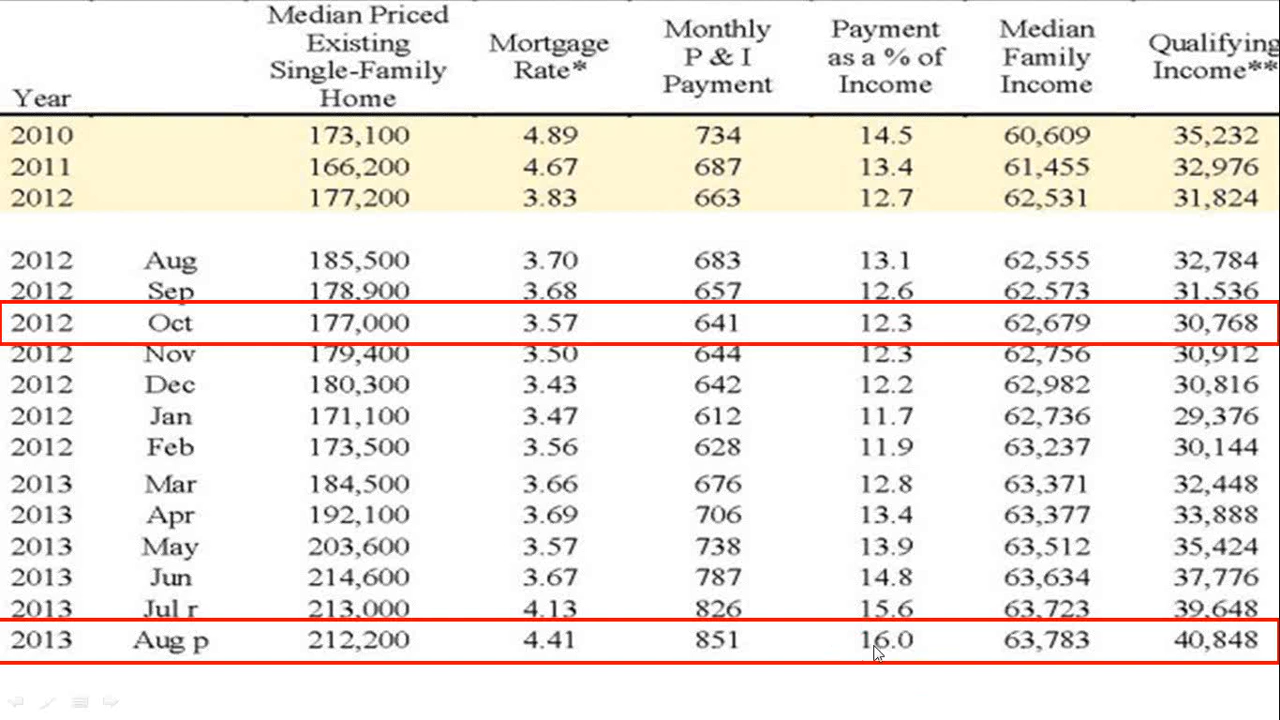 Year Median Priced Existing Single-Family Home Mortgage Rate* Monthly P & I Payment Payment as a % of Income Median Family Income Qualifying Income**
2010 173,100 4.89 734 14.5 60,609 35,232
2011 166,200 4.67 687 13.4 61,455 32,976
2012 177,200 3.83 663 12.7 62,531 31,824
2012 Aug 185,500 3.70 683 13.1 62,555 32,784
2012 Sep 178,900 3.68 657 12.6 62,573 31,536
2012 Oct 177,000 3.57 641 12.3 62,679 30,768
2012 Nov 179,400 3.50 644 12.3 62,756 30,912
2012 Dec 180,300 3.43 642 12.2 62,982 30,816
2012 Jan 171,100 3.47 612 11.7 62,736 29,376
2012 Feb 173,500 3.56 628 11.9 63,237 30,144
2013 Mar 184,500 3.66 676 12.8 63,371 32,448
2013 Apr 192,100 3.69 706 13.4 63,377 33,888
2013 May 203,600 3.57 738 13.9 63,512 35,424
2013 Jun 214,600 3.67 787 14.8 63,634 37,776
2013 Jul r 213,000 4.13 826 15.6 63,723 39,648
2013 Aug p 212,200 4.41 851 16.0 63,783 40,848